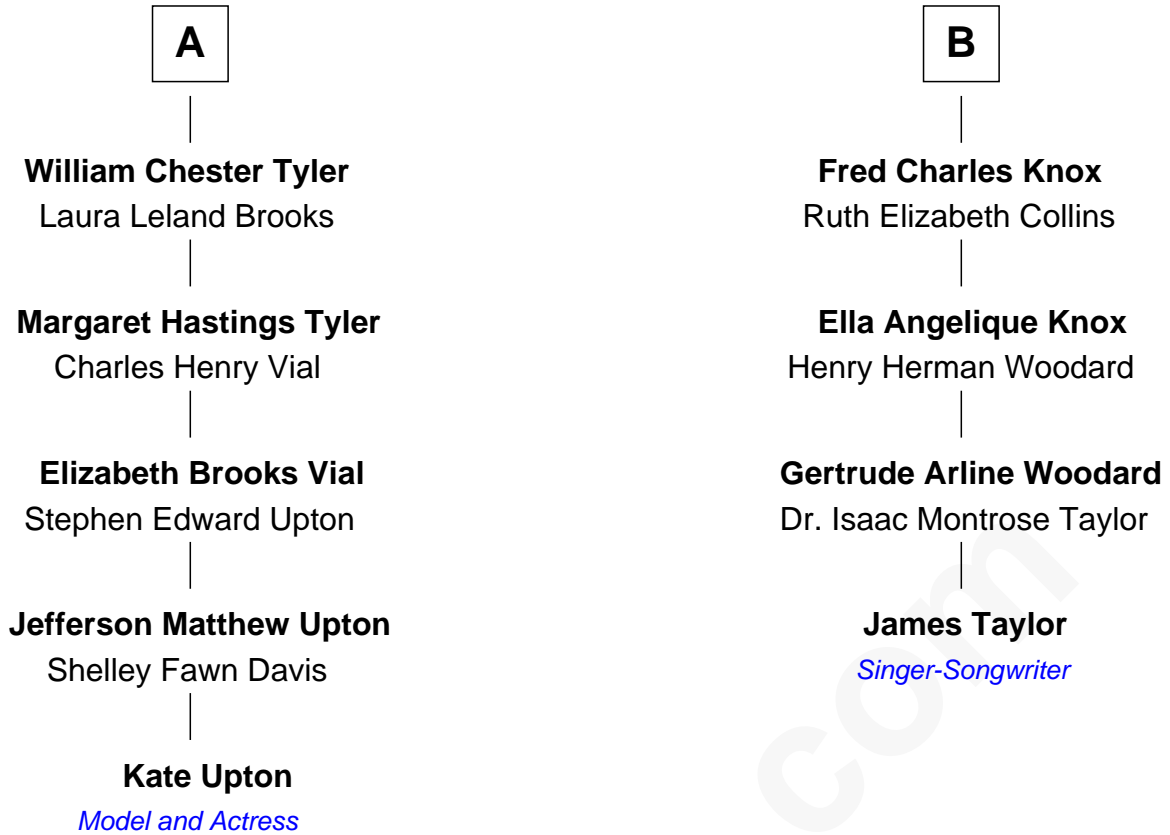 A
William Chester Tyler
Laura Leland Brooks
Margaret Hastings Tyler
Charles Henry Vial
Elizabeth Brooks Vial
Stephen Edward Upton
Jefferson Matthew Upton
Shelley Fawn Davis
Kate Upton
Model and Actress
B
Fred Charles Knox
Ruth Elizabeth Collins
Ella Angelique Knox
Henry Herman Woodard
Gertrude Arline Woodard
Dr. Isaac Montrose Taylor
James Taylor
Singer-Songwriter
com